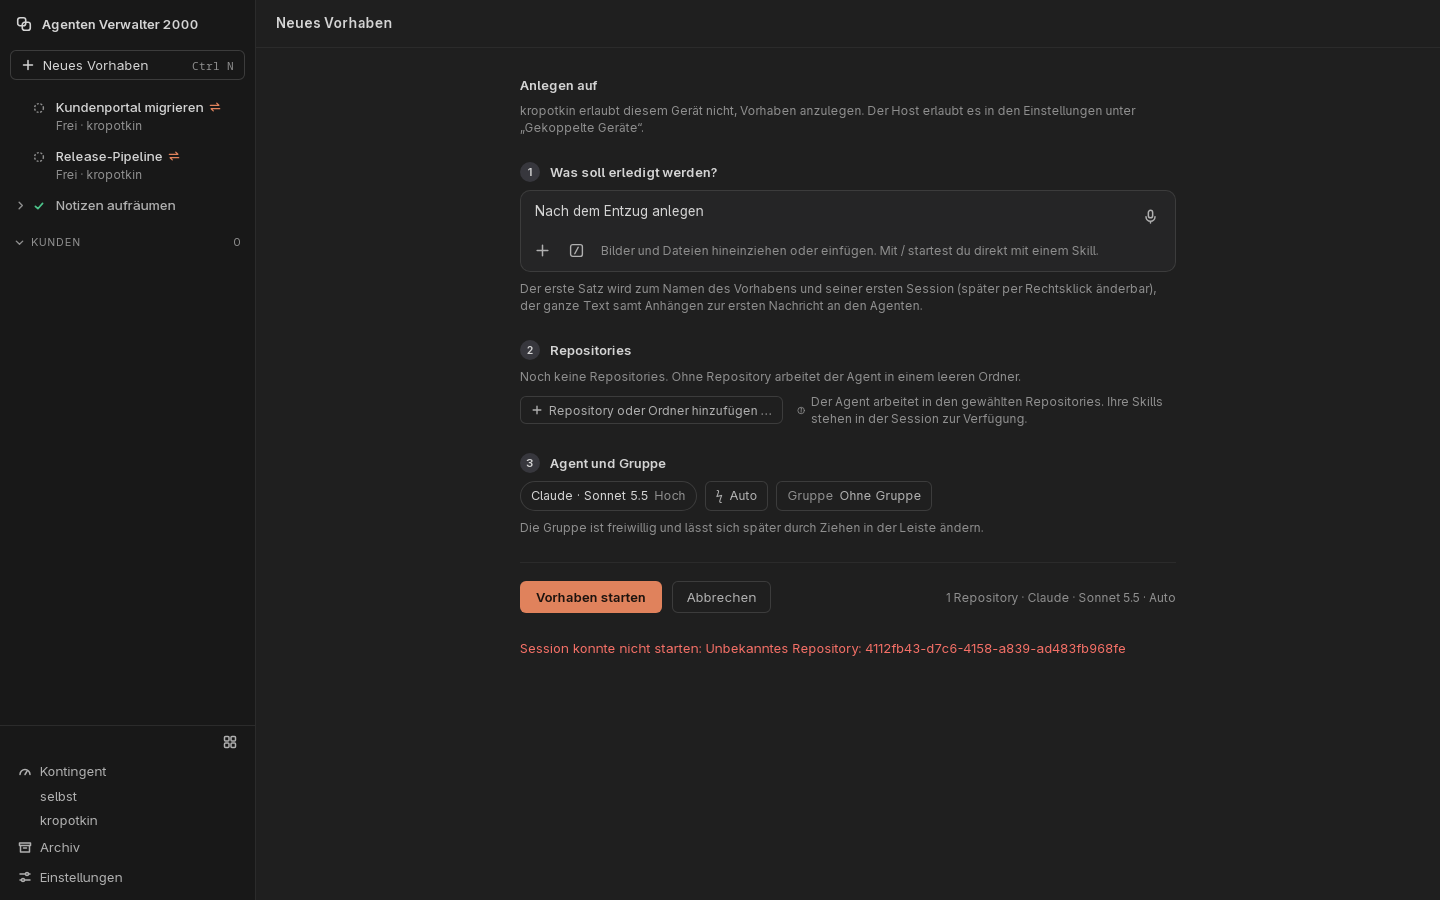 Agenten Verwalter 2000
Neues Vorhaben Ctrl N
Kundenportal migrieren
Frei · kropotkin
Release-Pipeline
Frei · kropotkin
Notizen aufräumen
KUNDEN 0
Kontingent
selbst
kropotkin
Archiv
Einstellungen
Neues Vorhaben
Anlegen auf
kropotkin erlaubt diesem Gerät nicht, Vorhaben anzulegen. Der Host erlaubt es in den Einstellungen unter
„Gekoppelte Geräte“.
1 Was soll erledigt werden?
Nach dem Entzug anlegen
Bilder und Dateien hineinziehen oder einfügen. Mit / startest du direkt mit einem Skill.
Der erste Satz wird zum Namen des Vorhabens und seiner ersten Session (später per Rechtsklick änderbar),
der ganze Text samt Anhängen zur ersten Nachricht an den Agenten.
2 Repositories
Noch keine Repositories. Ohne Repository arbeitet der Agent in einem leeren Ordner.
Repository oder Ordner hinzufügen …
Der Agent arbeitet in den gewählten Repositories. Ihre Skills
stehen in der Session zur Verfügung.
3 Agent und Gruppe
Claude · Sonnet 5.5 Hoch Auto Gruppe Ohne Gruppe
Die Gruppe ist freiwillig und lässt sich später durch Ziehen in der Leiste ändern.
Vorhaben starten Abbrechen 1 Repository · Claude · Sonnet 5.5 · Auto
Session konnte nicht starten: Unbekanntes Repository: 4112fb43-d7c6-4158-a839-ad483fb968fe